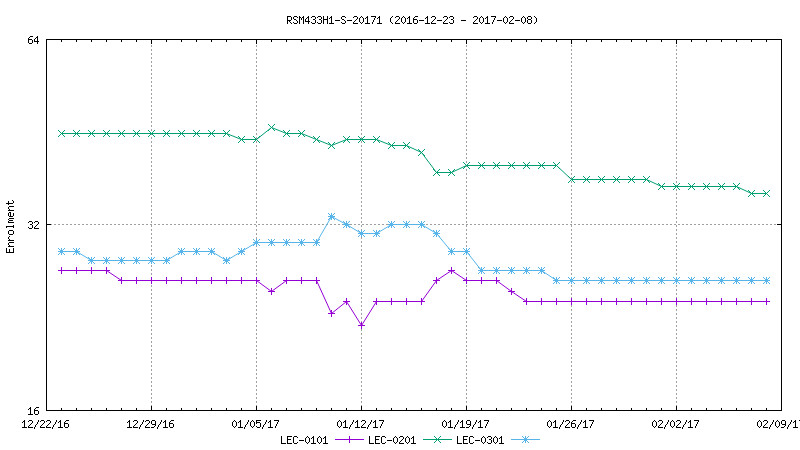 RSM433H1-S-20171 (2016-12-23 - 2017-02-08)
64
Enrolment
32
16
12/22/16 12/29/16 01/05/17 01/12/17 01/19/17 01/26/17 02/02/17 02/09/1
LEC-0101 LEC-0201 LEC-0301